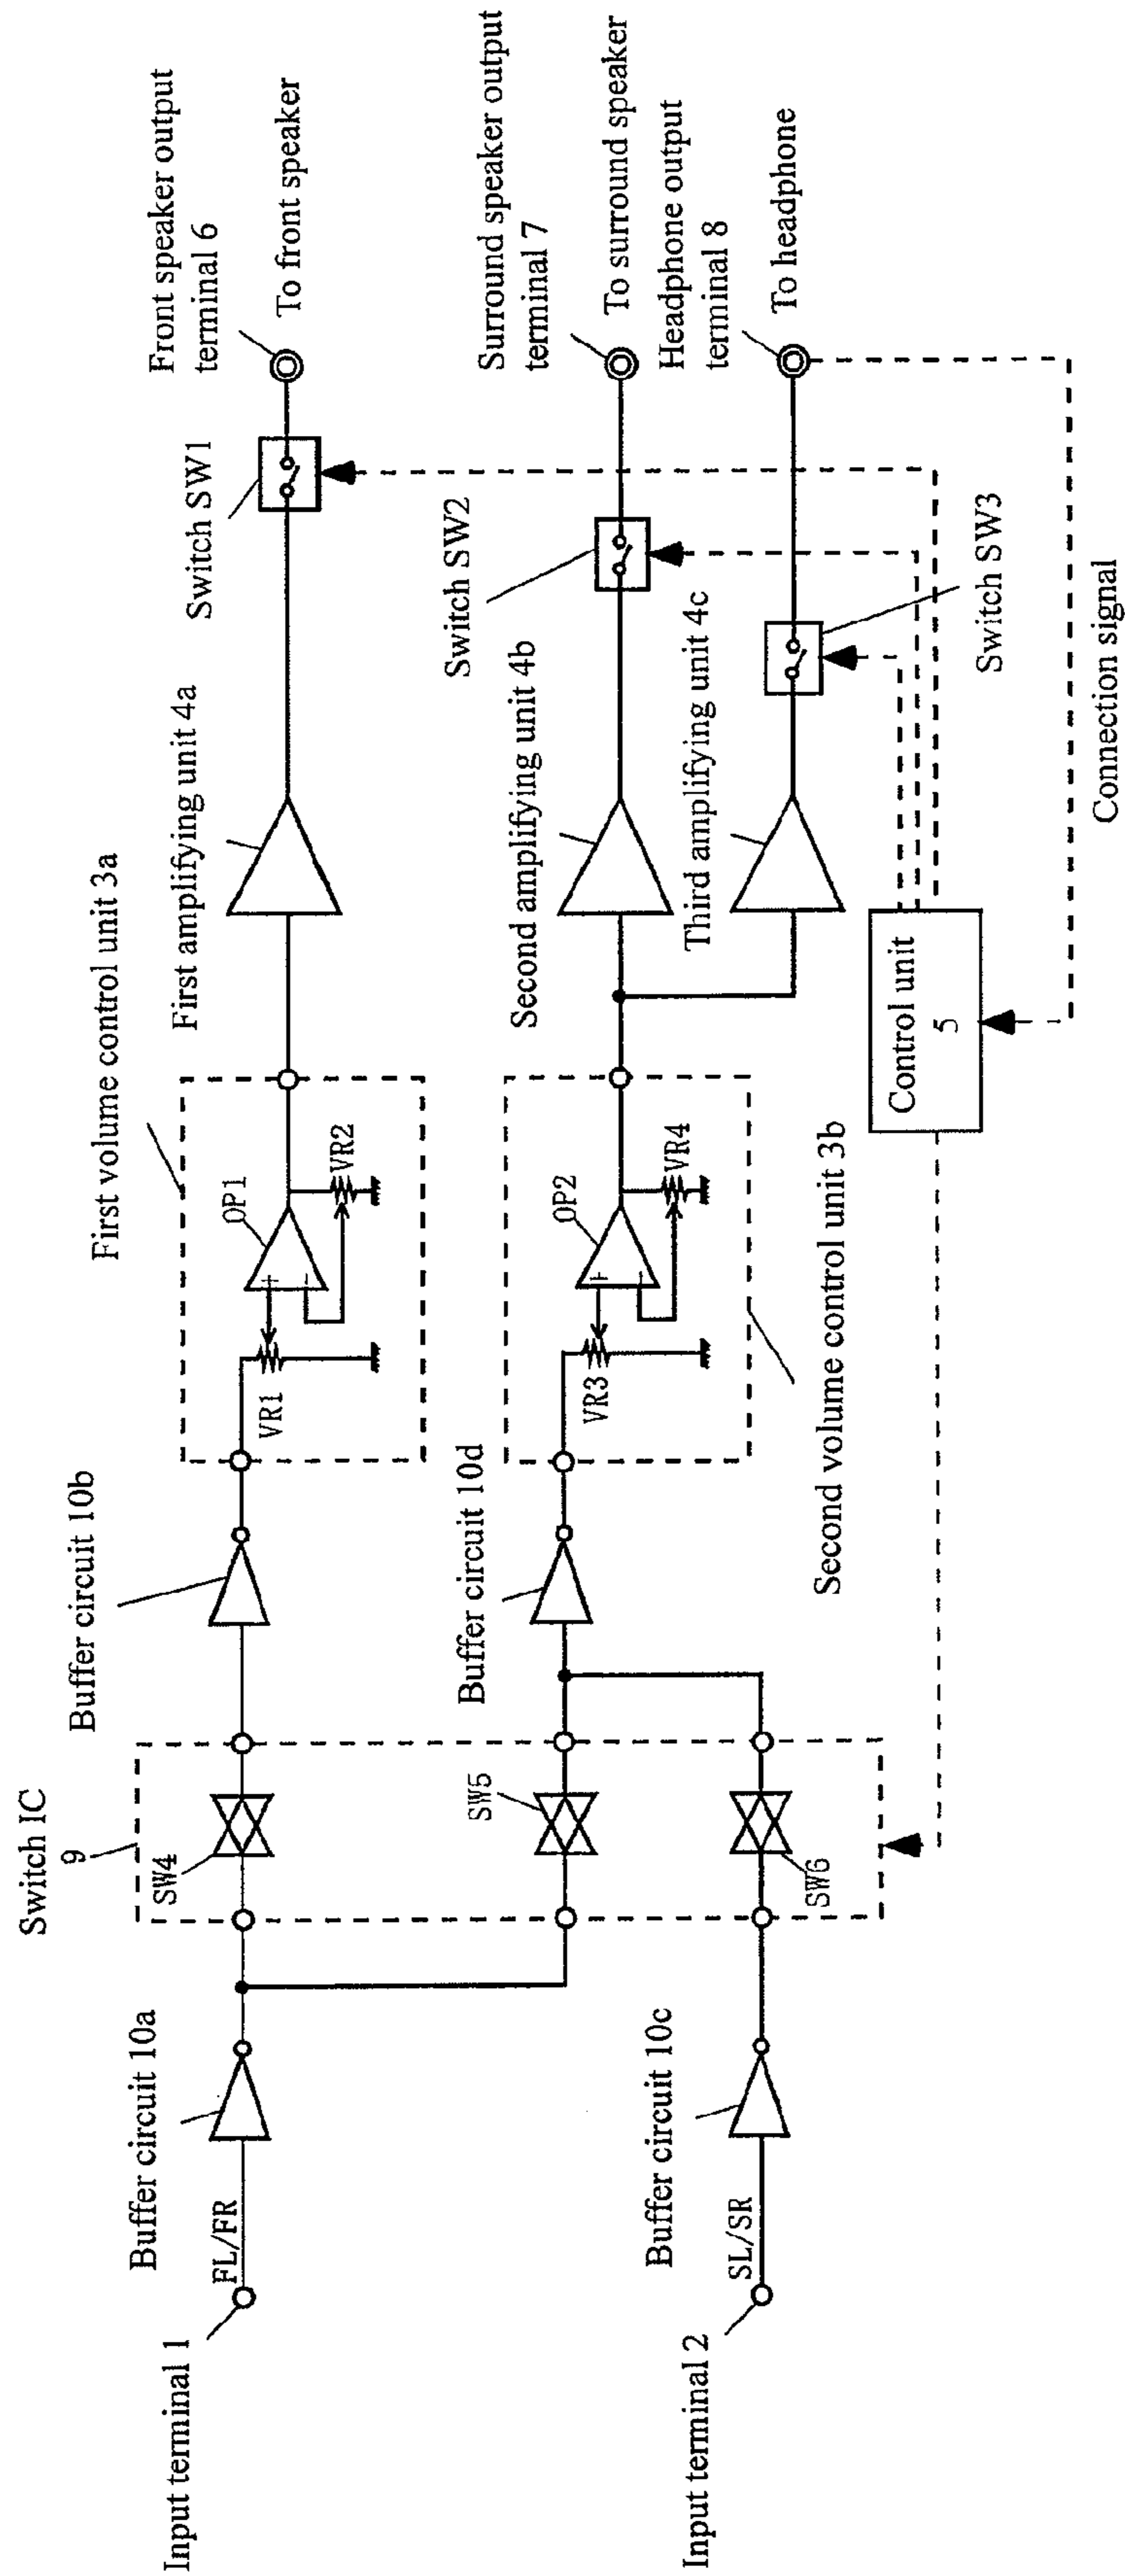 Input terminal 1
FL/FR
Buffer circuit 10a
Switch IC
9
SW4
Buffer circuit 10b
First volume control unit 3a
VR1
OP1
+
VR2
First amplifying unit 4a
Switch SW1
Front speaker output
terminal 6
To front speaker
Input terminal 2
SL/SR
Buffer circuit 10c
SW5
SW6
Buffer circuit 10d
Second volume control unit 3b
VR3
OP2
+
VR4
Second amplifying unit 4b
Switch SW2
Surround speaker output
terminal 7
To surround speaker
Third amplifying unit 4c
Switch SW3
Headphone output
terminal 8
To headphone
Control unit
5
Connection signal